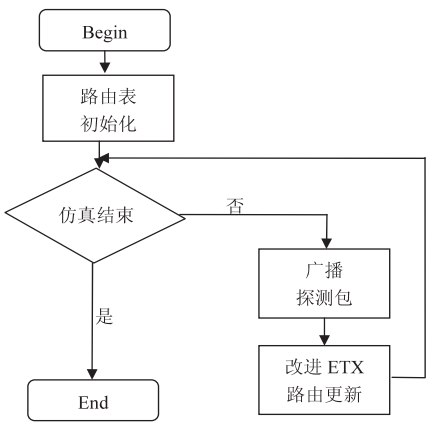 Begin
路由表
初始化
仿真结束
否
广播
探测包
是
改进 ETX
路由更新
End